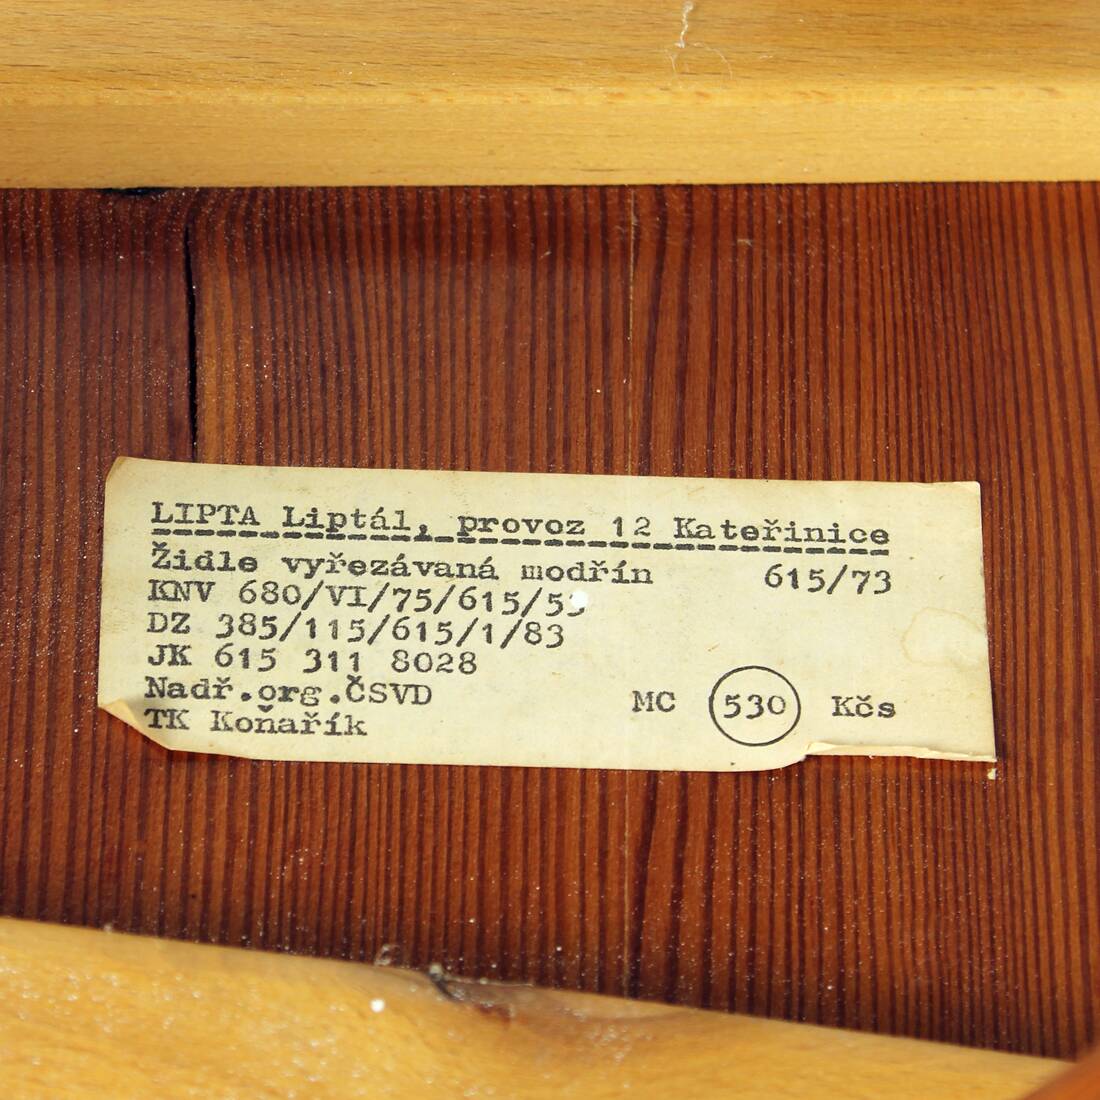 LIPTA Liptál, provoz 12 Kateřinice
Židle vyřezávaná modřín 615/73
KNV 680/VI/75/615/59
DZ 385/115/615/1/83
JK 615 311 8028
Nadř.org.ČSVD MC 530 Kčs
TK Koňařík